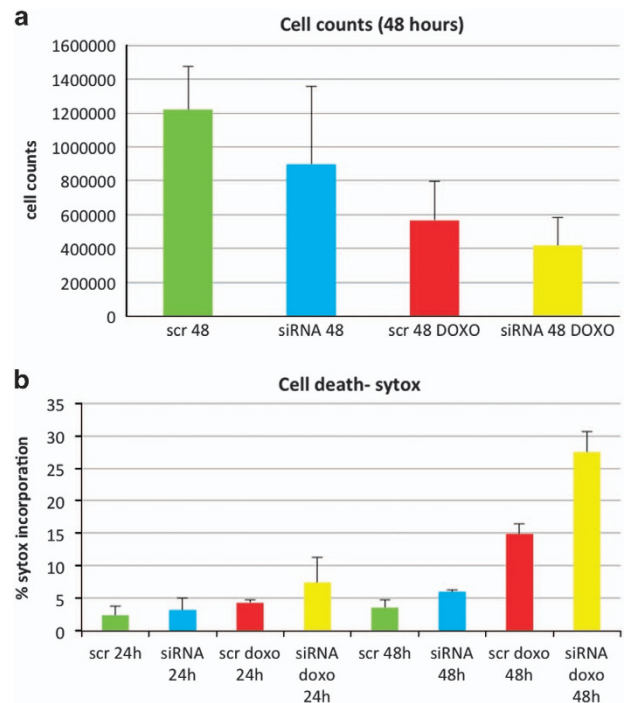 a
Cell counts (48 hours)
cell counts
1600000
1400000
1200000
1000000
800000
600000
400000
200000
0
scr 48
siRNA 48
scr 48 DOXO
siRNA 48 DOXO
b
Cell death- sytox
% sytox incorporation
35
30
25
20
15
10
5
0
scr 24h
siRNA
24h
scr doxo
24h
siRNA
doxo
24h
scr 48h
siRNA
48h
scr doxo
48h
siRNA
doxo
48h